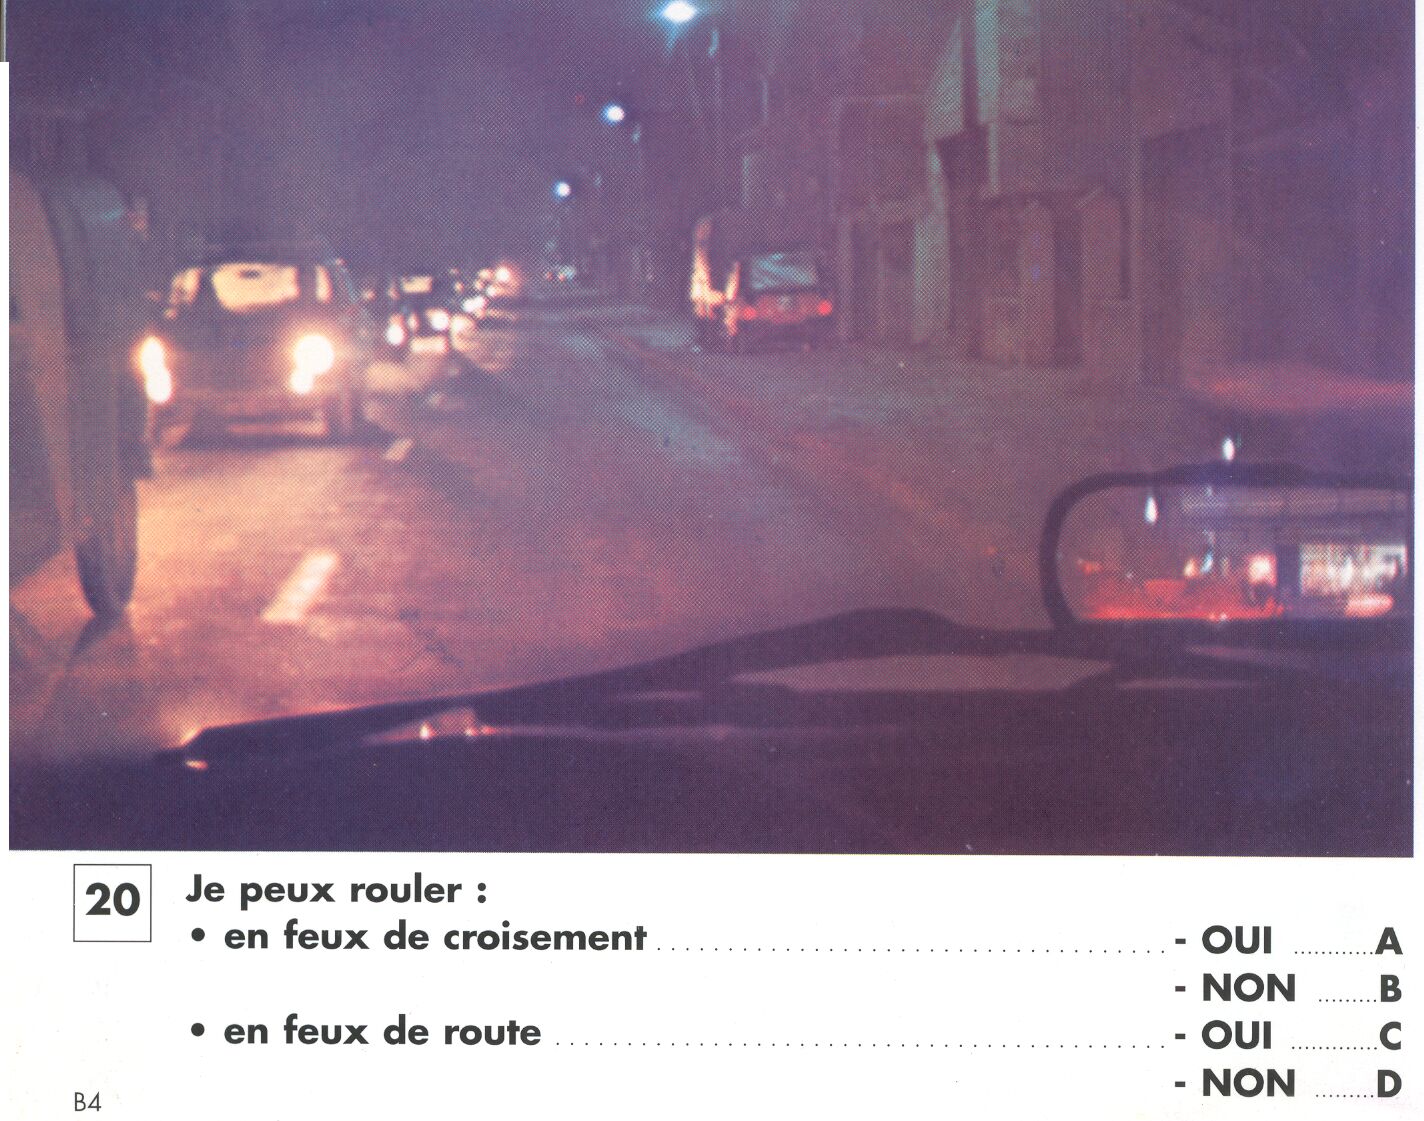 20 Je peux rouler :
• en feux de croisement - OUI A
- NON B
• en feux de route - OUI C
- NON D
B4